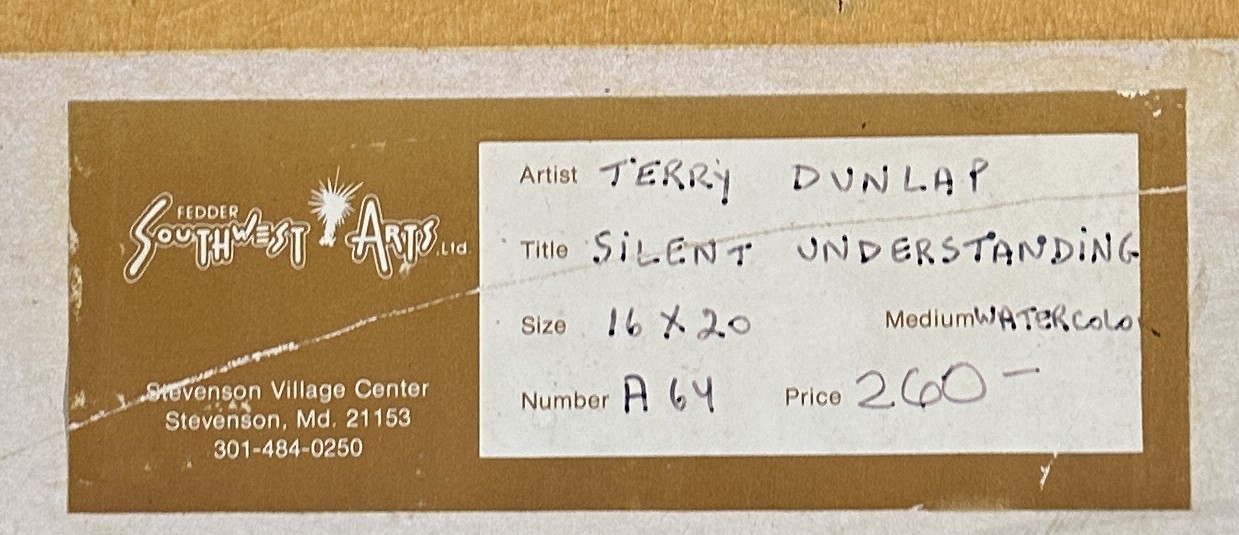 FEDDER
SOUTHWEST ARTS, Ltd
Stevenson Village Center
Stevenson, Md. 21153
301-484-0250
Artist TERRY DUNLAP
Title SiLENT UNDERSTANDiNG
Size 16 X 20 Medium WATERCOLO
Number A 64 Price 260 -